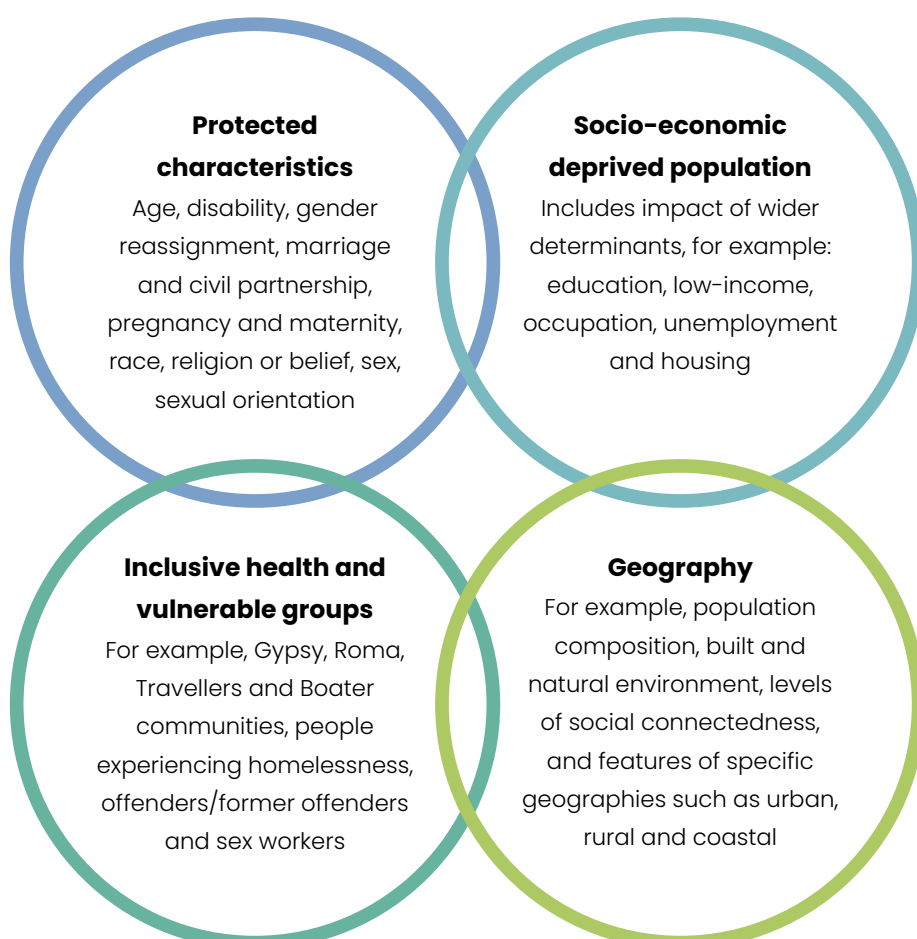 Protected
characteristics
Age, disability, gender
reassignment, marriage
and civil partnership,
pregnancy and maternity,
race, religion or belief, sex,
sexual orientation
Socio-economic
deprived population
Includes impact of wider
determinants, for example:
education, low-income,
occupation, unemployment
and housing
Inclusive health and
vulnerable groups
For example, Gypsy, Roma,
Travellers and Boater
communities, people
experiencing homelessness,
offenders/former offenders
and sex workers
Geography
For example, population
composition, built and
natural environment, levels
of social connectedness,
and features of specific
geographies such as urban,
rural and coastal